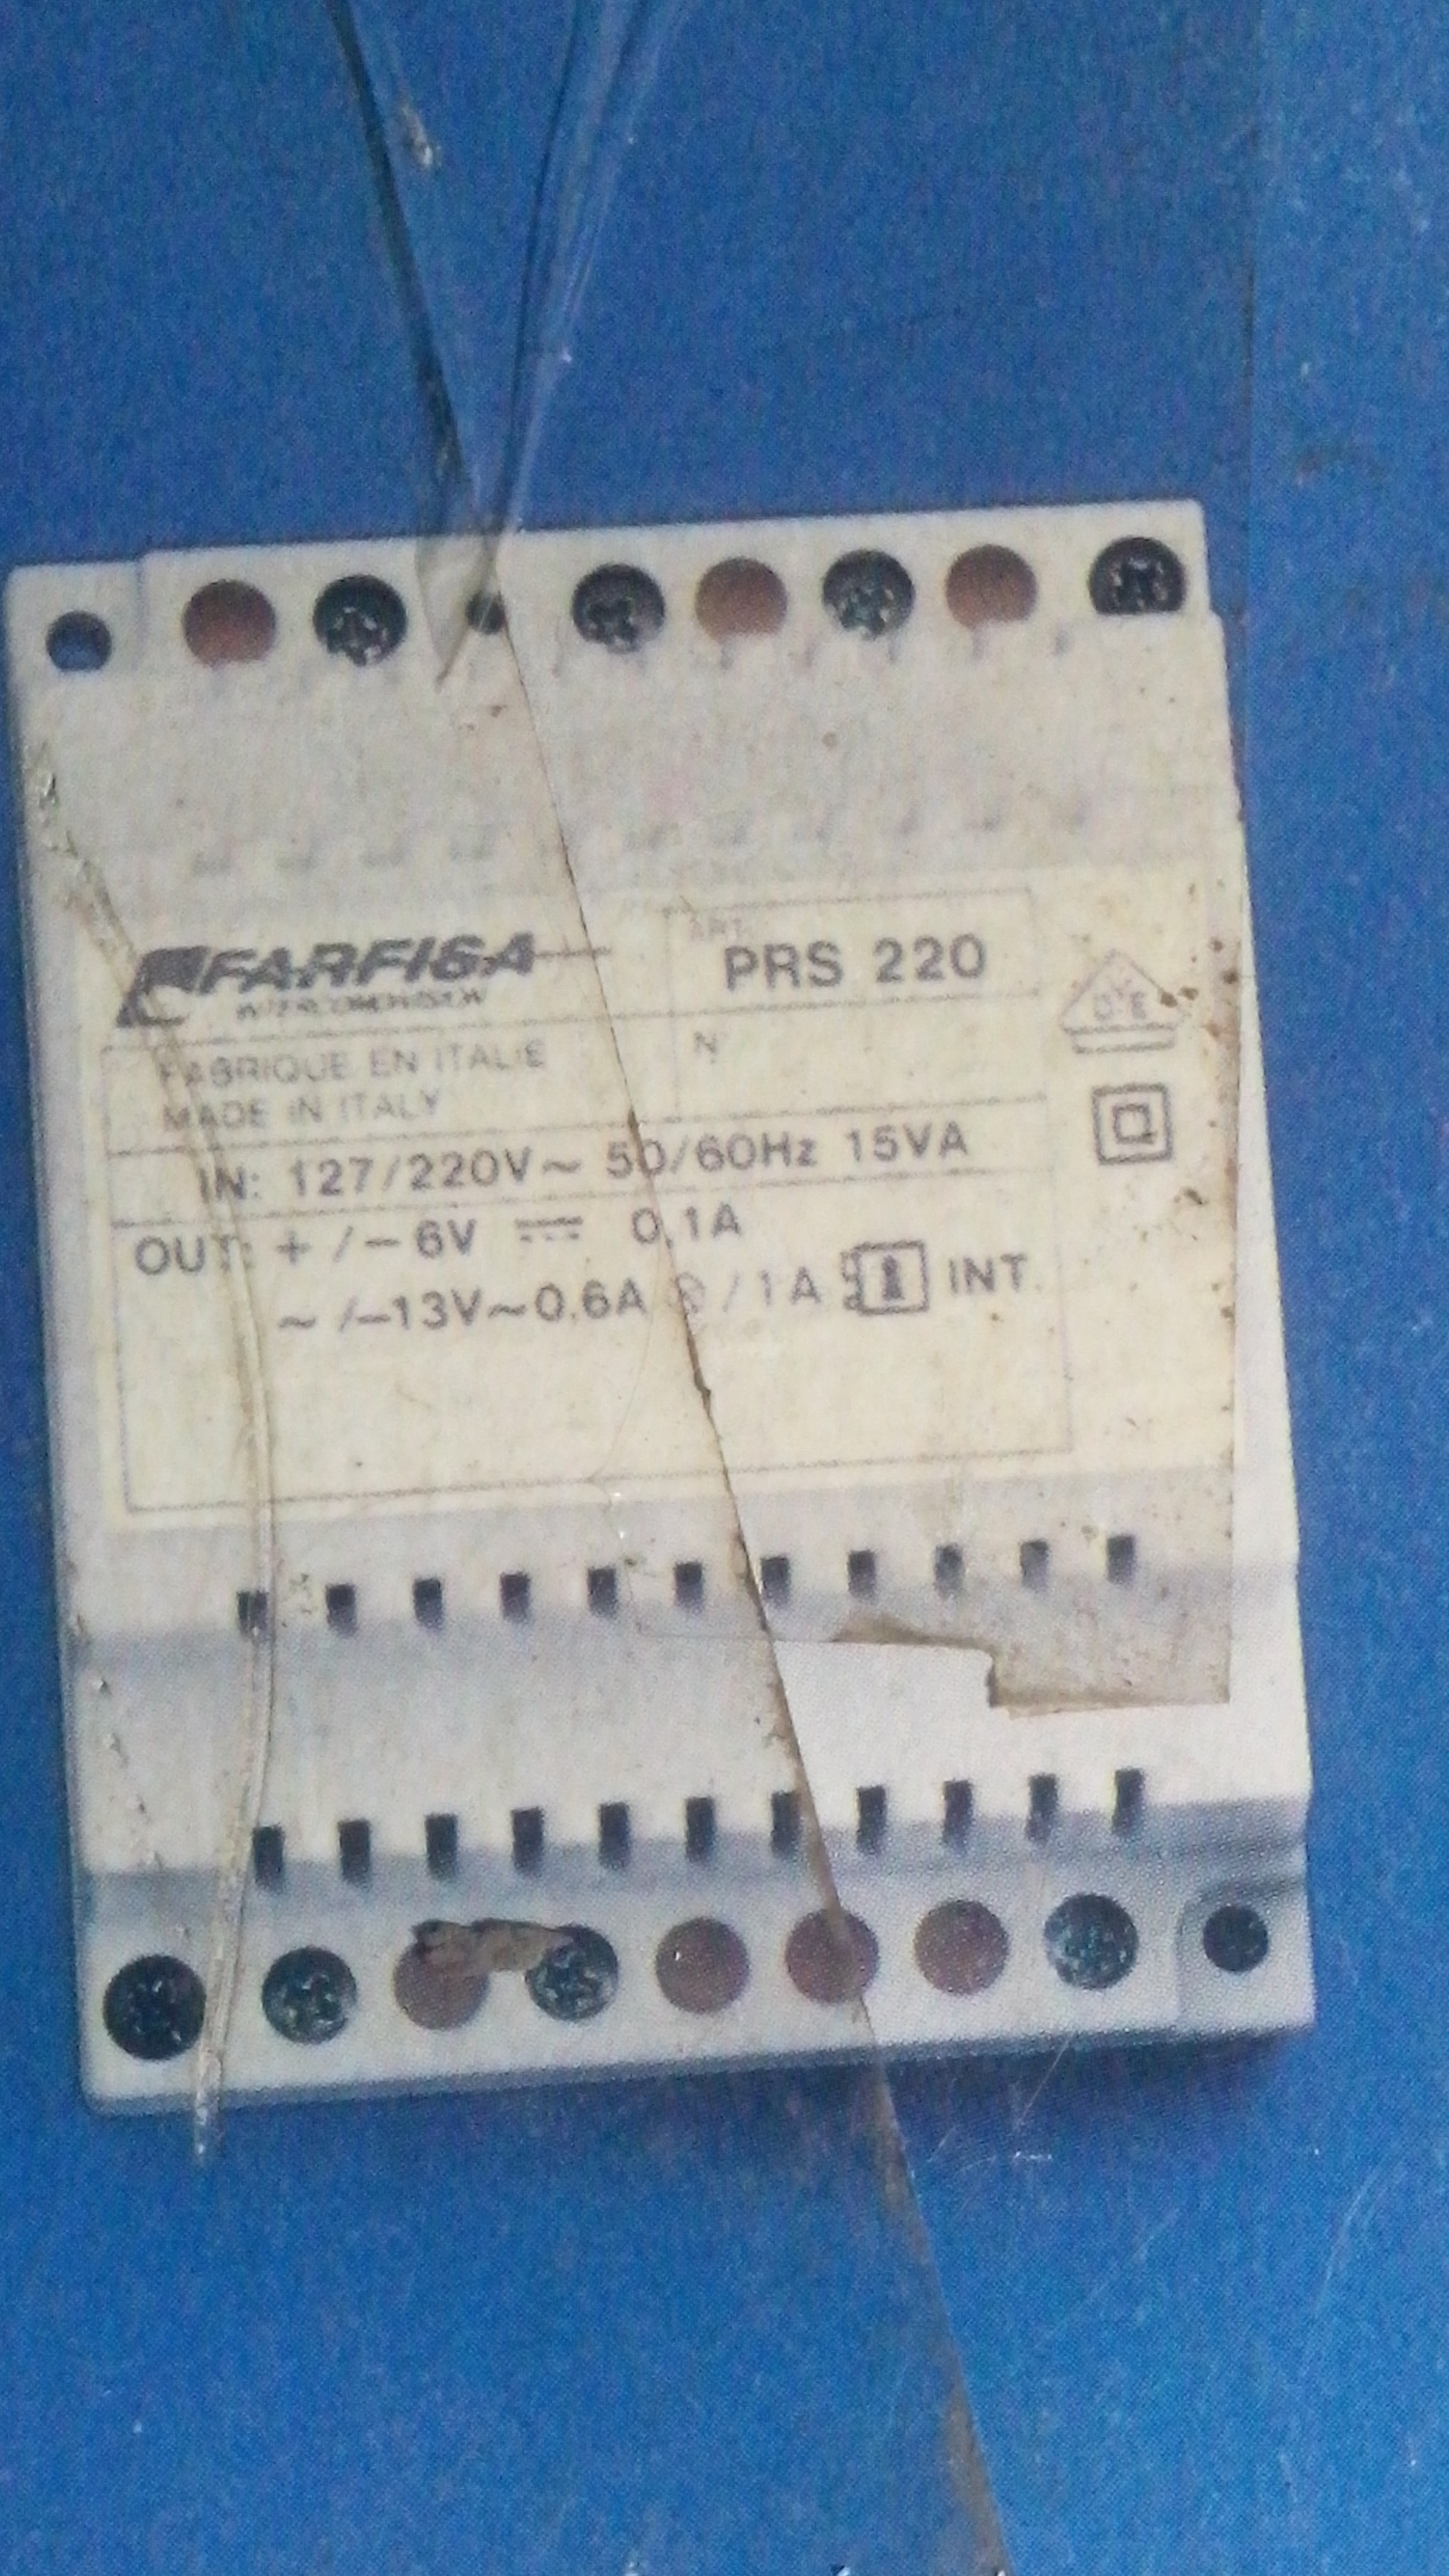 FARFISA
ART.
PRS 220
FABRIQUE EN ITALIE
N
MADE IN ITALY
IN: 127/220V~ 50/60Hz 15VA
OUT: + /-6V ⎓ 0.1A
~ /-13V~0.6A /1A INT.